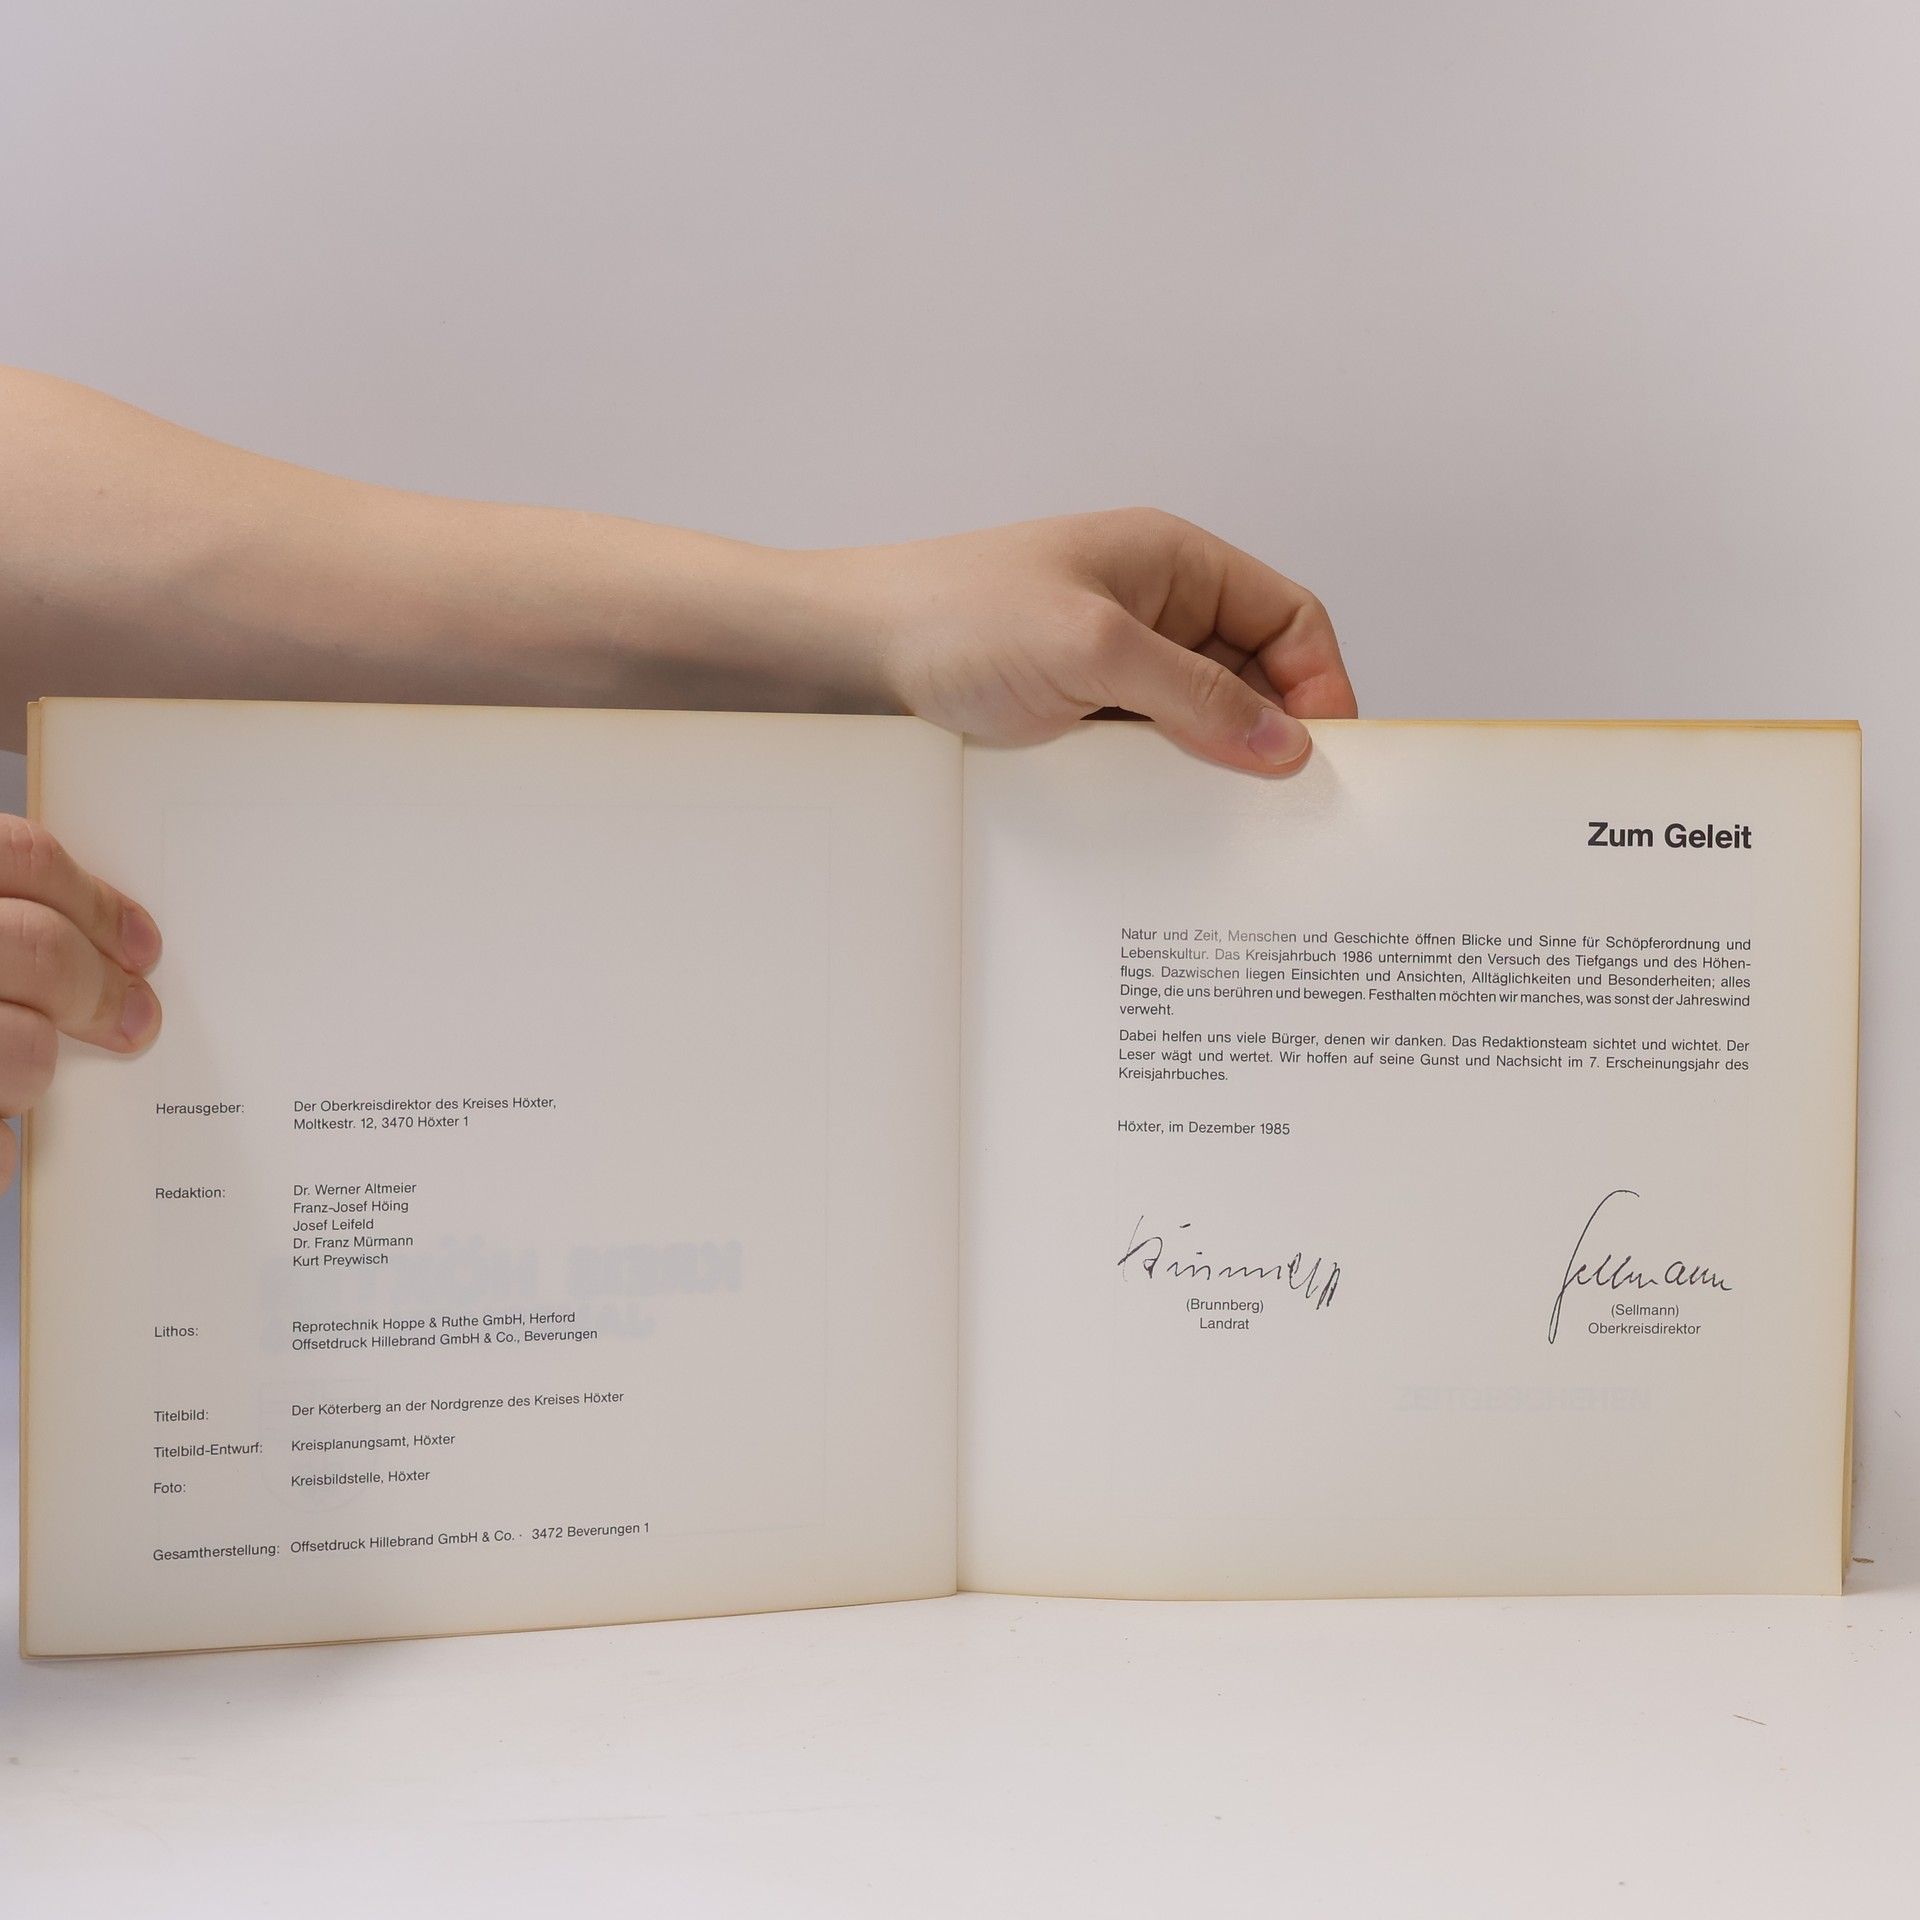 Herausgeber: Der Oberkreisdirektor des Kreises Höxter,
Moltkestr. 12, 3470 Höxter 1
Redaktion: Dr. Werner Altmeier
Franz-Josef Höing
Josef Leifeld
Dr. Franz Mürmann
Kurt Preywisch
Lithos: Reprotechnik Hoppe & Ruthe GmbH, Herford
Offsetdruck Hillebrand GmbH & Co., Beverungen
Titelbild: Der Köterberg an der Nordgrenze des Kreises Höxter
Titelbild-Entwurf: Kreisplanungsamt, Höxter
Foto: Kreisbildstelle, Höxter
Gesamtherstellung: Offsetdruck Hillebrand GmbH & Co. · 3472 Beverungen 1
Zum Geleit
Natur und Zeit, Menschen und Geschichte öffnen Blicke und Sinne für Schöpferordnung und
Lebenskultur. Das Kreisjahrbuch 1986 unternimmt den Versuch des Tiefgangs und des Höhen-
flugs. Dazwischen liegen Einsichten und Ansichten, Alltäglichkeiten und Besonderheiten; alles
Dinge, die uns berühren und bewegen. Festhalten möchten wir manches, was sonst der Jahreswind
verweht.
Dabei helfen uns viele Bürger, denen wir danken. Das Redaktionsteam sichtet und wichtet. Der
Leser wägt und wertet. Wir hoffen auf seine Gunst und Nachsicht im 7. Erscheinungsjahr des
Kreisjahrbuches.
Höxter, im Dezember 1985
Sellmann
(Brunnberg)
Landrat
(Sellmann)
Oberkreisdirektor